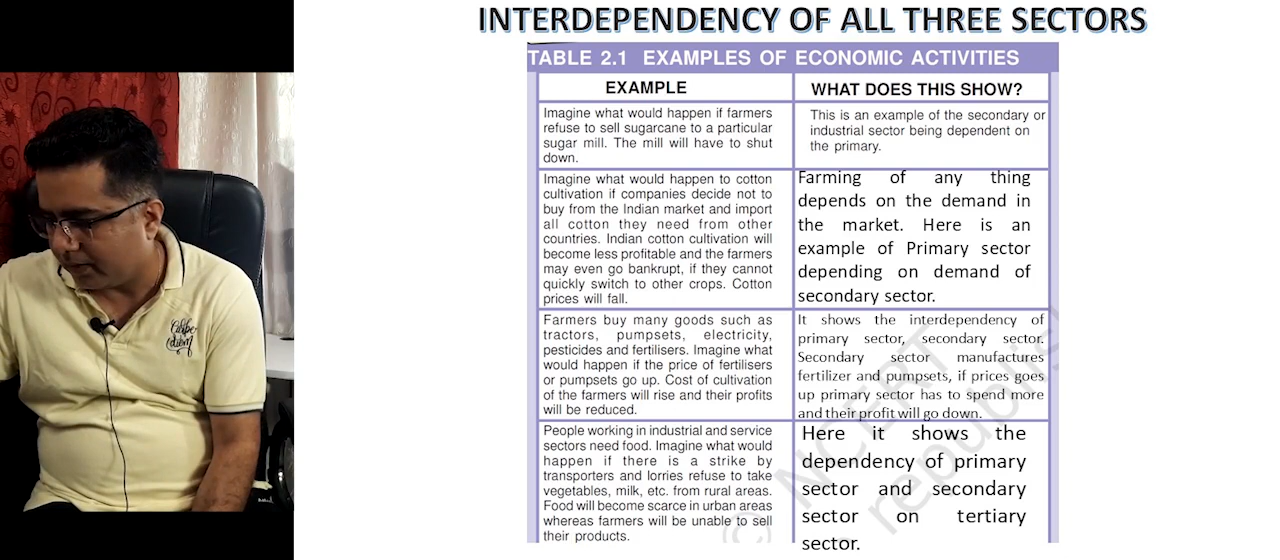 INTERDEPENDENCY OF ALL THREE SECTORS
TABLE 2.1 EXAMPLES OF ECONOMIC ACTIVITIES
EXAMPLE
WHAT DOES THIS SHOW?
Imagine what would happen if farmers
refuse to sell sugarcane to a particular
sugar mill. The mill will have to shut
down.
This is an example of the secondary or
industrial sector being dependent on
the primary.
Imagine what would happen to cotton
cultivation if companies decide not to
buy from the Indian market and import
all cotton they need from other
countries. Indian cotton cultivation will
become less profitable and the farmers
may even go bankrupt, if they cannot
quickly switch to other crops. Cotton
prices will fall.
Farming of any thing
depends on the demand in
the market. Here is an
example of Primary sector
depending on demand of
secondary sector.
Farmers buy many goods such as
tractors, pumpsets, electricity,
pesticides and fertilisers. Imagine what
would happen if the price of fertilisers
or pumpsets go up. Cost of cultivation
of the farmers will rise and their profits
will be reduced.
It shows the interdependency of
primary sector, secondary sector.
Secondary sector manufactures
fertilizer and pumpsets, if prices goes
up primary sector has to spend more
and their profit will go down.
People working in industrial and service
sectors need food. Imagine what would
happen if there is a strike by
transporters and lorries refuse to take
vegetables, milk, etc. from rural areas.
Food will become scarce in urban areas
whereas farmers will be unable to sell
their products.
Here it shows the
dependency of primary
sector and secondary
sector on tertiary
sector.
© NCERT
republis